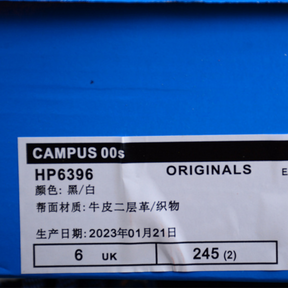 CAMPUS 00s
HP6396 ORIGINALS
颜色: 黑/白
帮面材质: 牛皮二层革/织物
生产日期: 2023年01月21日
6 UK 245 (2)